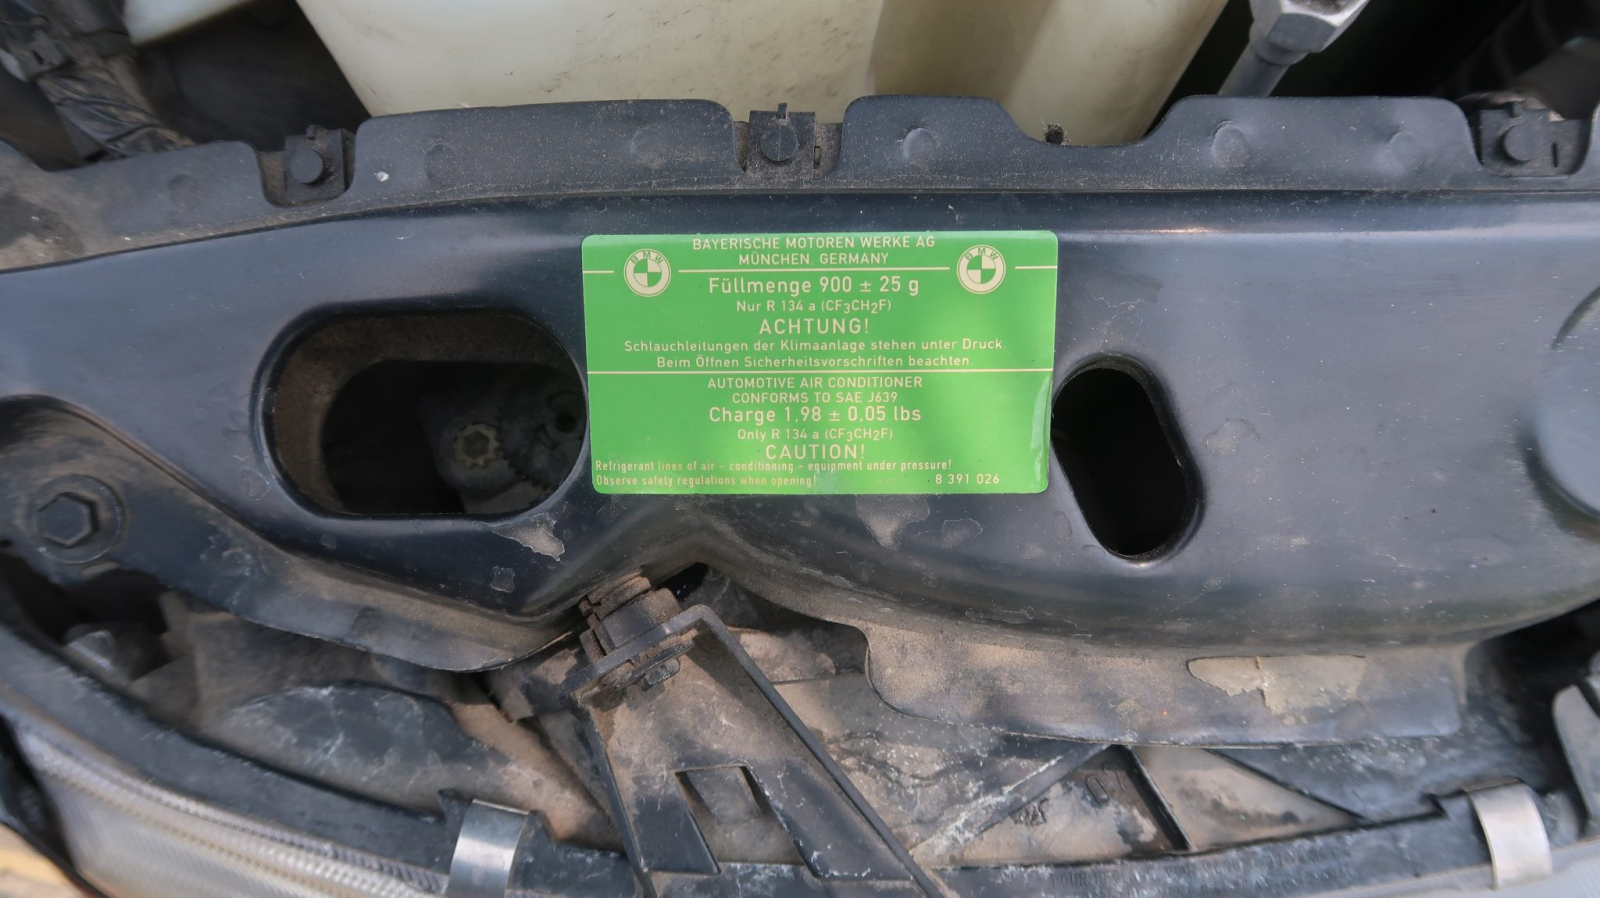 BAYERISCHE MOTOREN WERKE AG
MÜNCHEN. GERMANY
BMW
BMW
Füllmenge 900 ± 25 g
Nur R 134 a (CF3CH2F)
ACHTUNG!
Schlauchleitungen der Klimaanlage stehen unter Druck.
Beim Öffnen Sicherheitsvorschriften beachten.
AUTOMOTIVE AIR CONDITIONER
CONFORMS TO SAE J639
Charge 1.98 ± 0.05 lbs
Only R 134 a (CF3CH2F)
CAUTION!
Refrigerant lines of air - conditioning - equipment under pressure!
Observe safety regulations when opening!
8 391 026